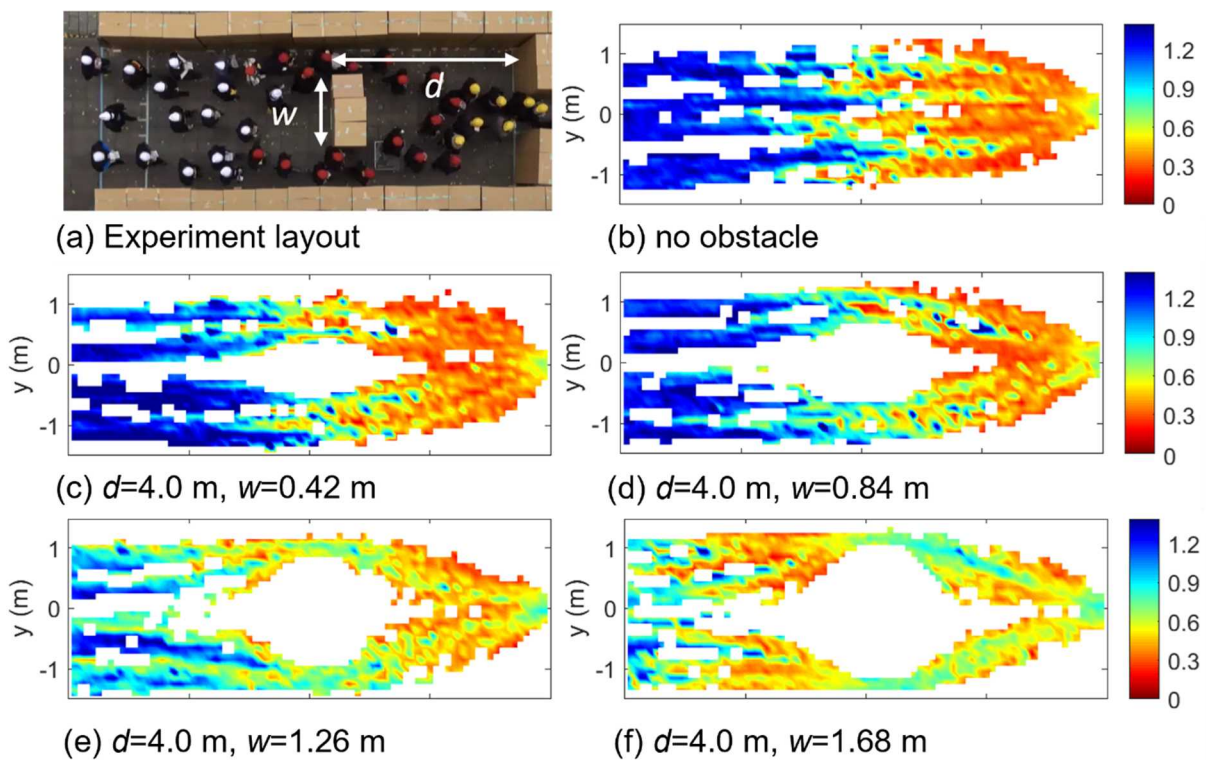 w
d
(a) Experiment layout
y (m)
1
0
-1
1.2
0.9
0.6
0.3
0
(b) no obstacle
y (m)
1
0
-1
(c) d=4.0 m, w=0.42 m
y (m)
1
0
-1
1.2
0.9
0.6
0.3
0
(d) d=4.0 m, w=0.84 m
y (m)
1
0
-1
(e) d=4.0 m, w=1.26 m
y (m)
1
0
-1
1.2
0.9
0.6
0.3
0
(f) d=4.0 m, w=1.68 m